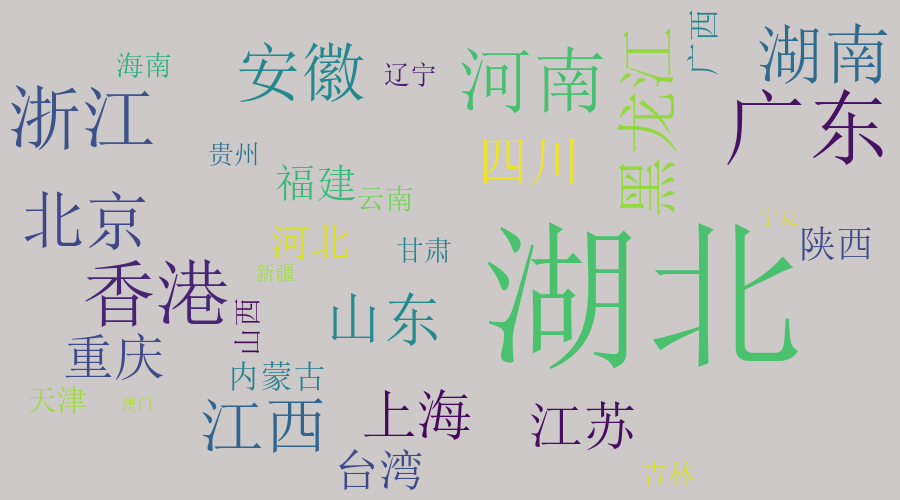 广西
湖南
海南
安徽
辽宁
河南
黑龙江
浙江
广东
贵州
四川
福建
云南
北京
宁夏
陕西
河北
甘肃
湖北
香港
新疆
山西
山东
重庆
内蒙古
天津
澳门
江西
上海
江苏
台湾
吉林